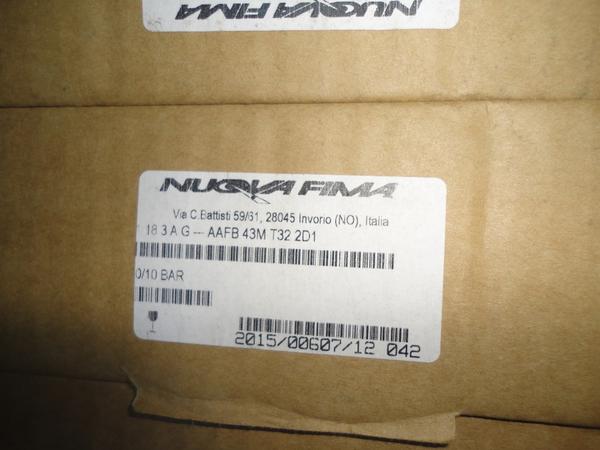 NUOVA FIMA
NUOVA FIMA
Via C.Battisti 59/61, 28045 Invorio (NO), Italia
18 3 A G --- AAFB 43M T32 2D1
0/10 BAR
2015/00607/12 042